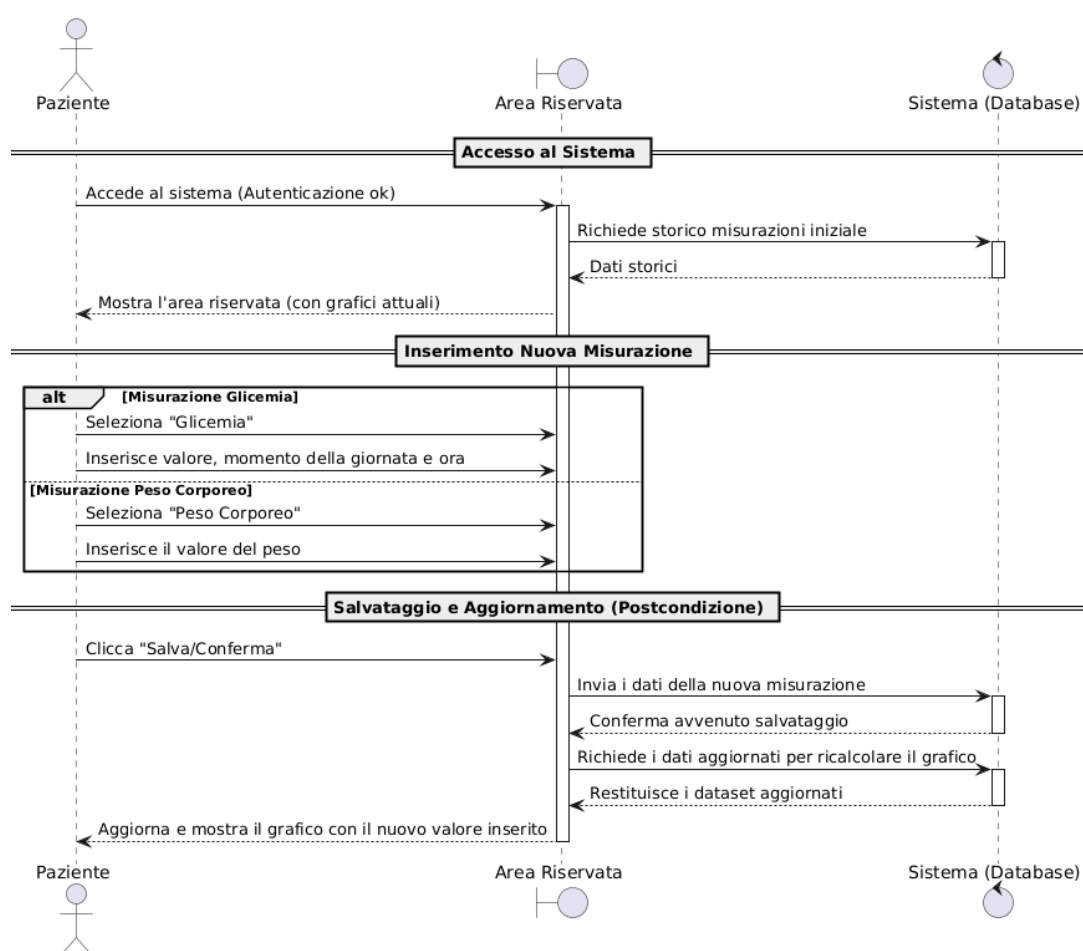 Paziente
Area Riservata
Sistema (Database)
Accesso al Sistema
Accede al sistema (Autenticazione ok)
Richiede storico misurazioni iniziale
Dati storici
Mostra l'area riservata (con grafici attuali)
Inserimento Nuova Misurazione
alt
[Misurazione Glicemia]
Seleziona "Glicemia"
Inserisce valore, momento della giornata e ora
[Misurazione Peso Corporeo]
Seleziona "Peso Corporeo"
Inserisce il valore del peso
Salvataggio e Aggiornamento (Postcondizione)
Clicca "Salva/Conferma"
Invia i dati della nuova misurazione
Conferma avvenuto salvataggio
Richiede i dati aggiornati per ricalcolare il grafico
Restituisce i dataset aggiornati
Aggiorna e mostra il grafico con il nuovo valore inserito
Paziente
Area Riservata
Sistema (Database)